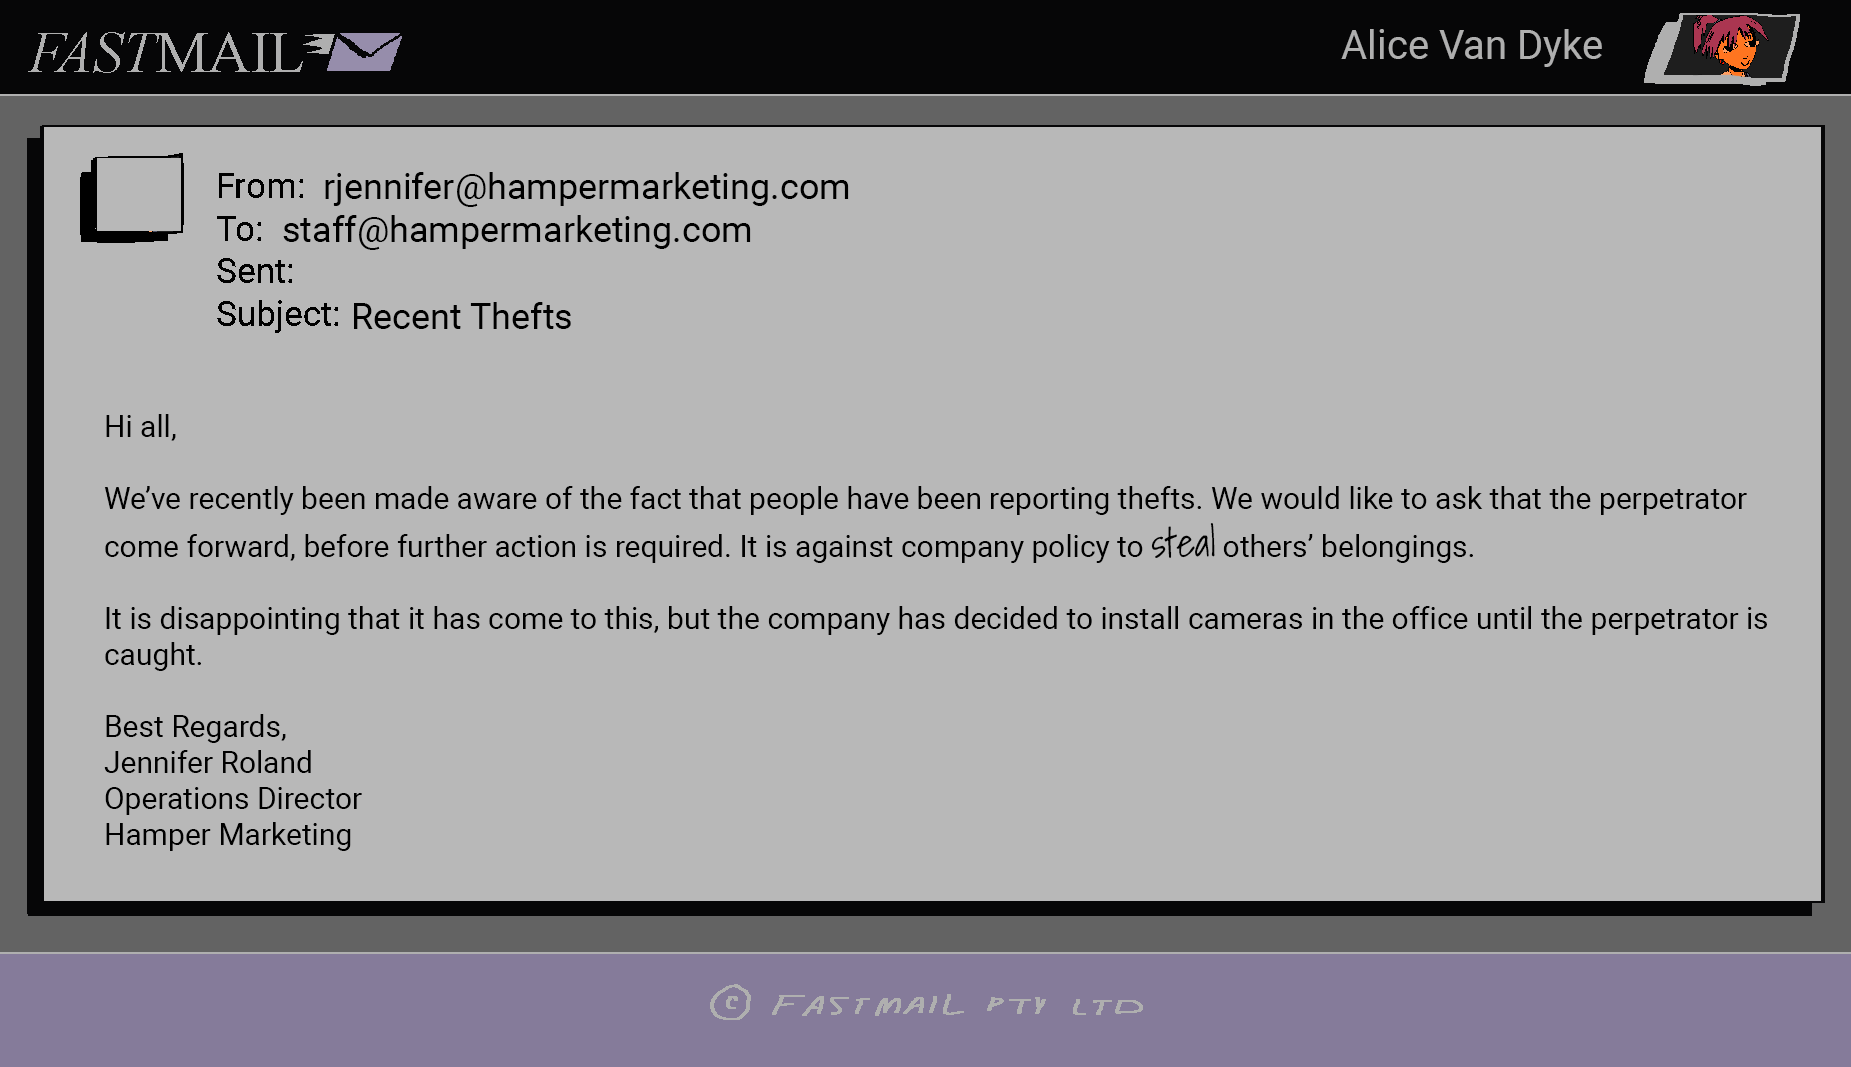 FASTMAIL
Alice Van Dyke
From: rjennifer@hampermarketing.com
To: staff@hampermarketing.com
Sent:
Subject: Recent Thefts
Hi all,
We’ve recently been made aware of the fact that people have been reporting thefts. We would like to ask that the perpetrator
come forward, before further action is required. It is against company policy to steal others’ belongings.
It is disappointing that it has come to this, but the company has decided to install cameras in the office until the perpetrator is
caught.
Best Regards,
Jennifer Roland
Operations Director
Hamper Marketing
© FASTMAIL PTY LTD